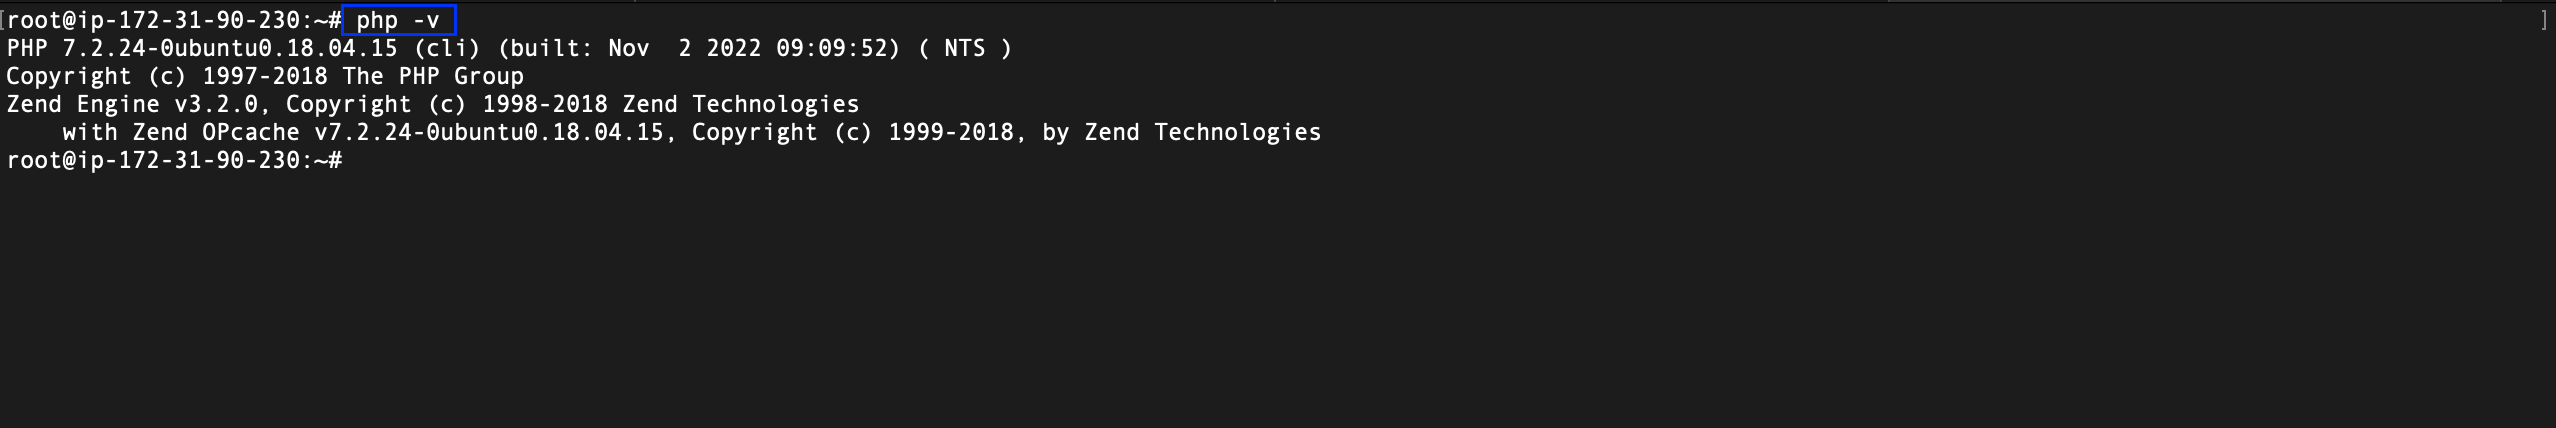 [root@ip-172-31-90-230:~# php -v ]
PHP 7.2.24-0ubuntu0.18.04.15 (cli) (built: Nov  2 2022 09:09:52) ( NTS )
Copyright (c) 1997-2018 The PHP Group
Zend Engine v3.2.0, Copyright (c) 1998-2018 Zend Technologies
    with Zend OPcache v7.2.24-0ubuntu0.18.04.15, Copyright (c) 1999-2018, by Zend Technologies
root@ip-172-31-90-230:~#